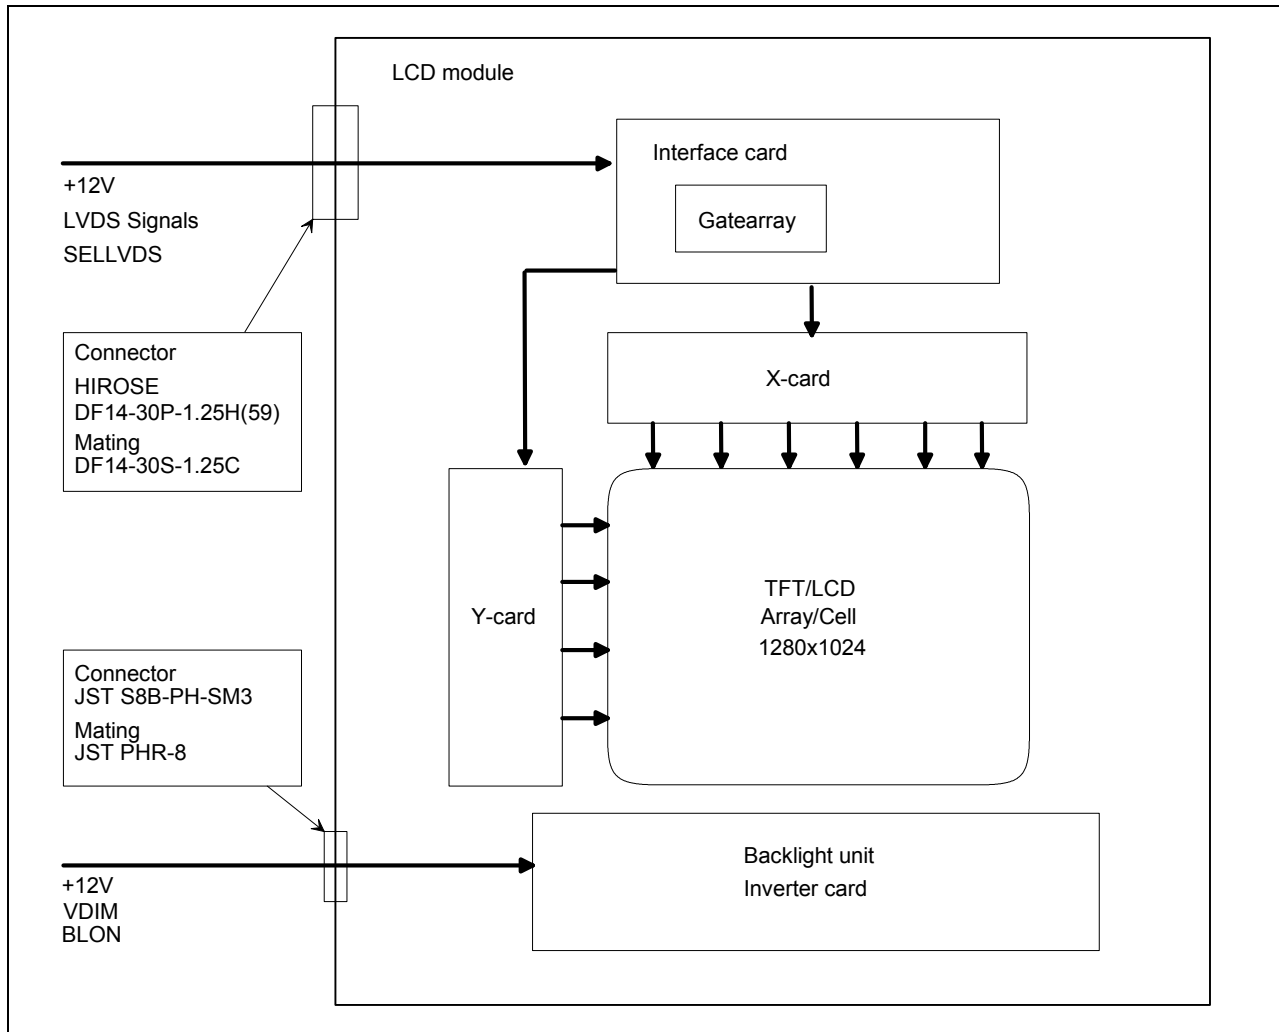 LCD module
Interface card
Gatearray
+12V
LVDS Signals
SELLVDS
Connector
HIROSE
DF14-30P-1.25H(59)
Mating
DF14-30S-1.25C
X-card
Y-card
TFT/LCD
Array/Cell
1280x1024
Connector
JST S8B-PH-SM3
Mating
JST PHR-8
Backlight unit
Inverter card
+12V
VDIM
BLON